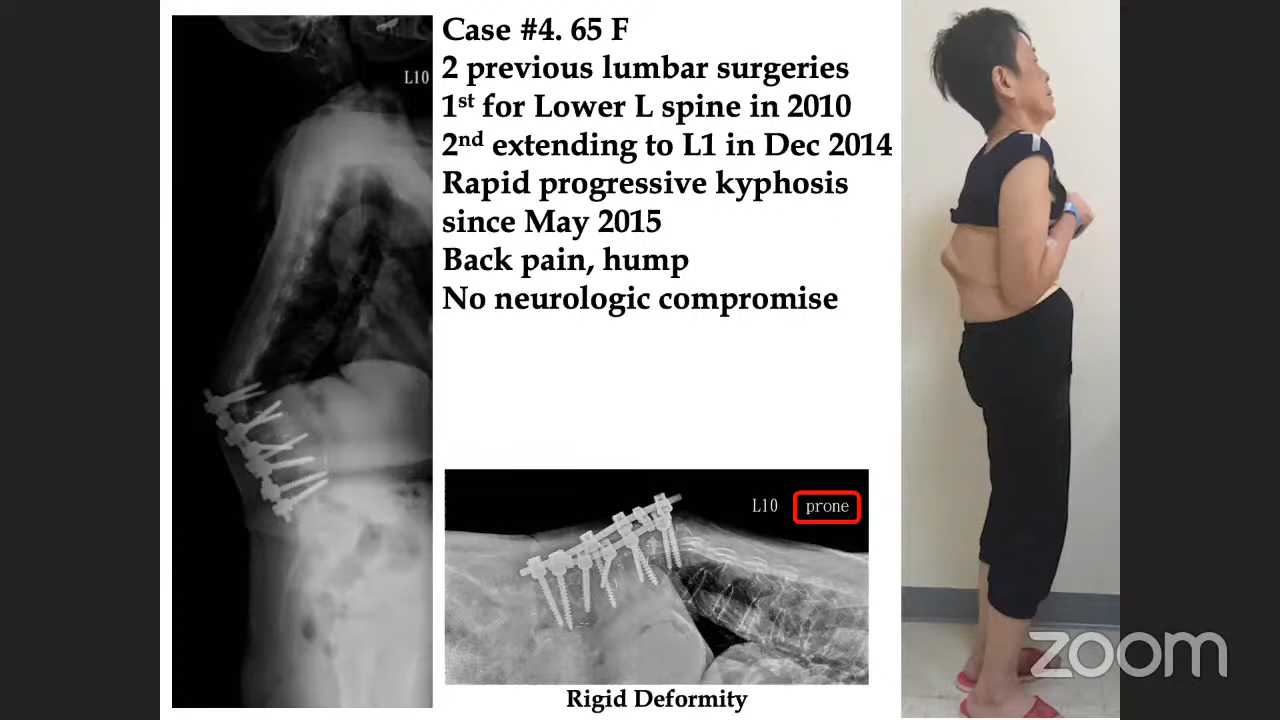 Case #4. 65 F
2 previous lumbar surgeries
1st for Lower L spine in 2010
2nd extending to L1 in Dec 2014
Rapid progressive kyphosis
since May 2015
Back pain, hump
No neurologic compromise
L10
L10 prone
Rigid Deformity
zoom